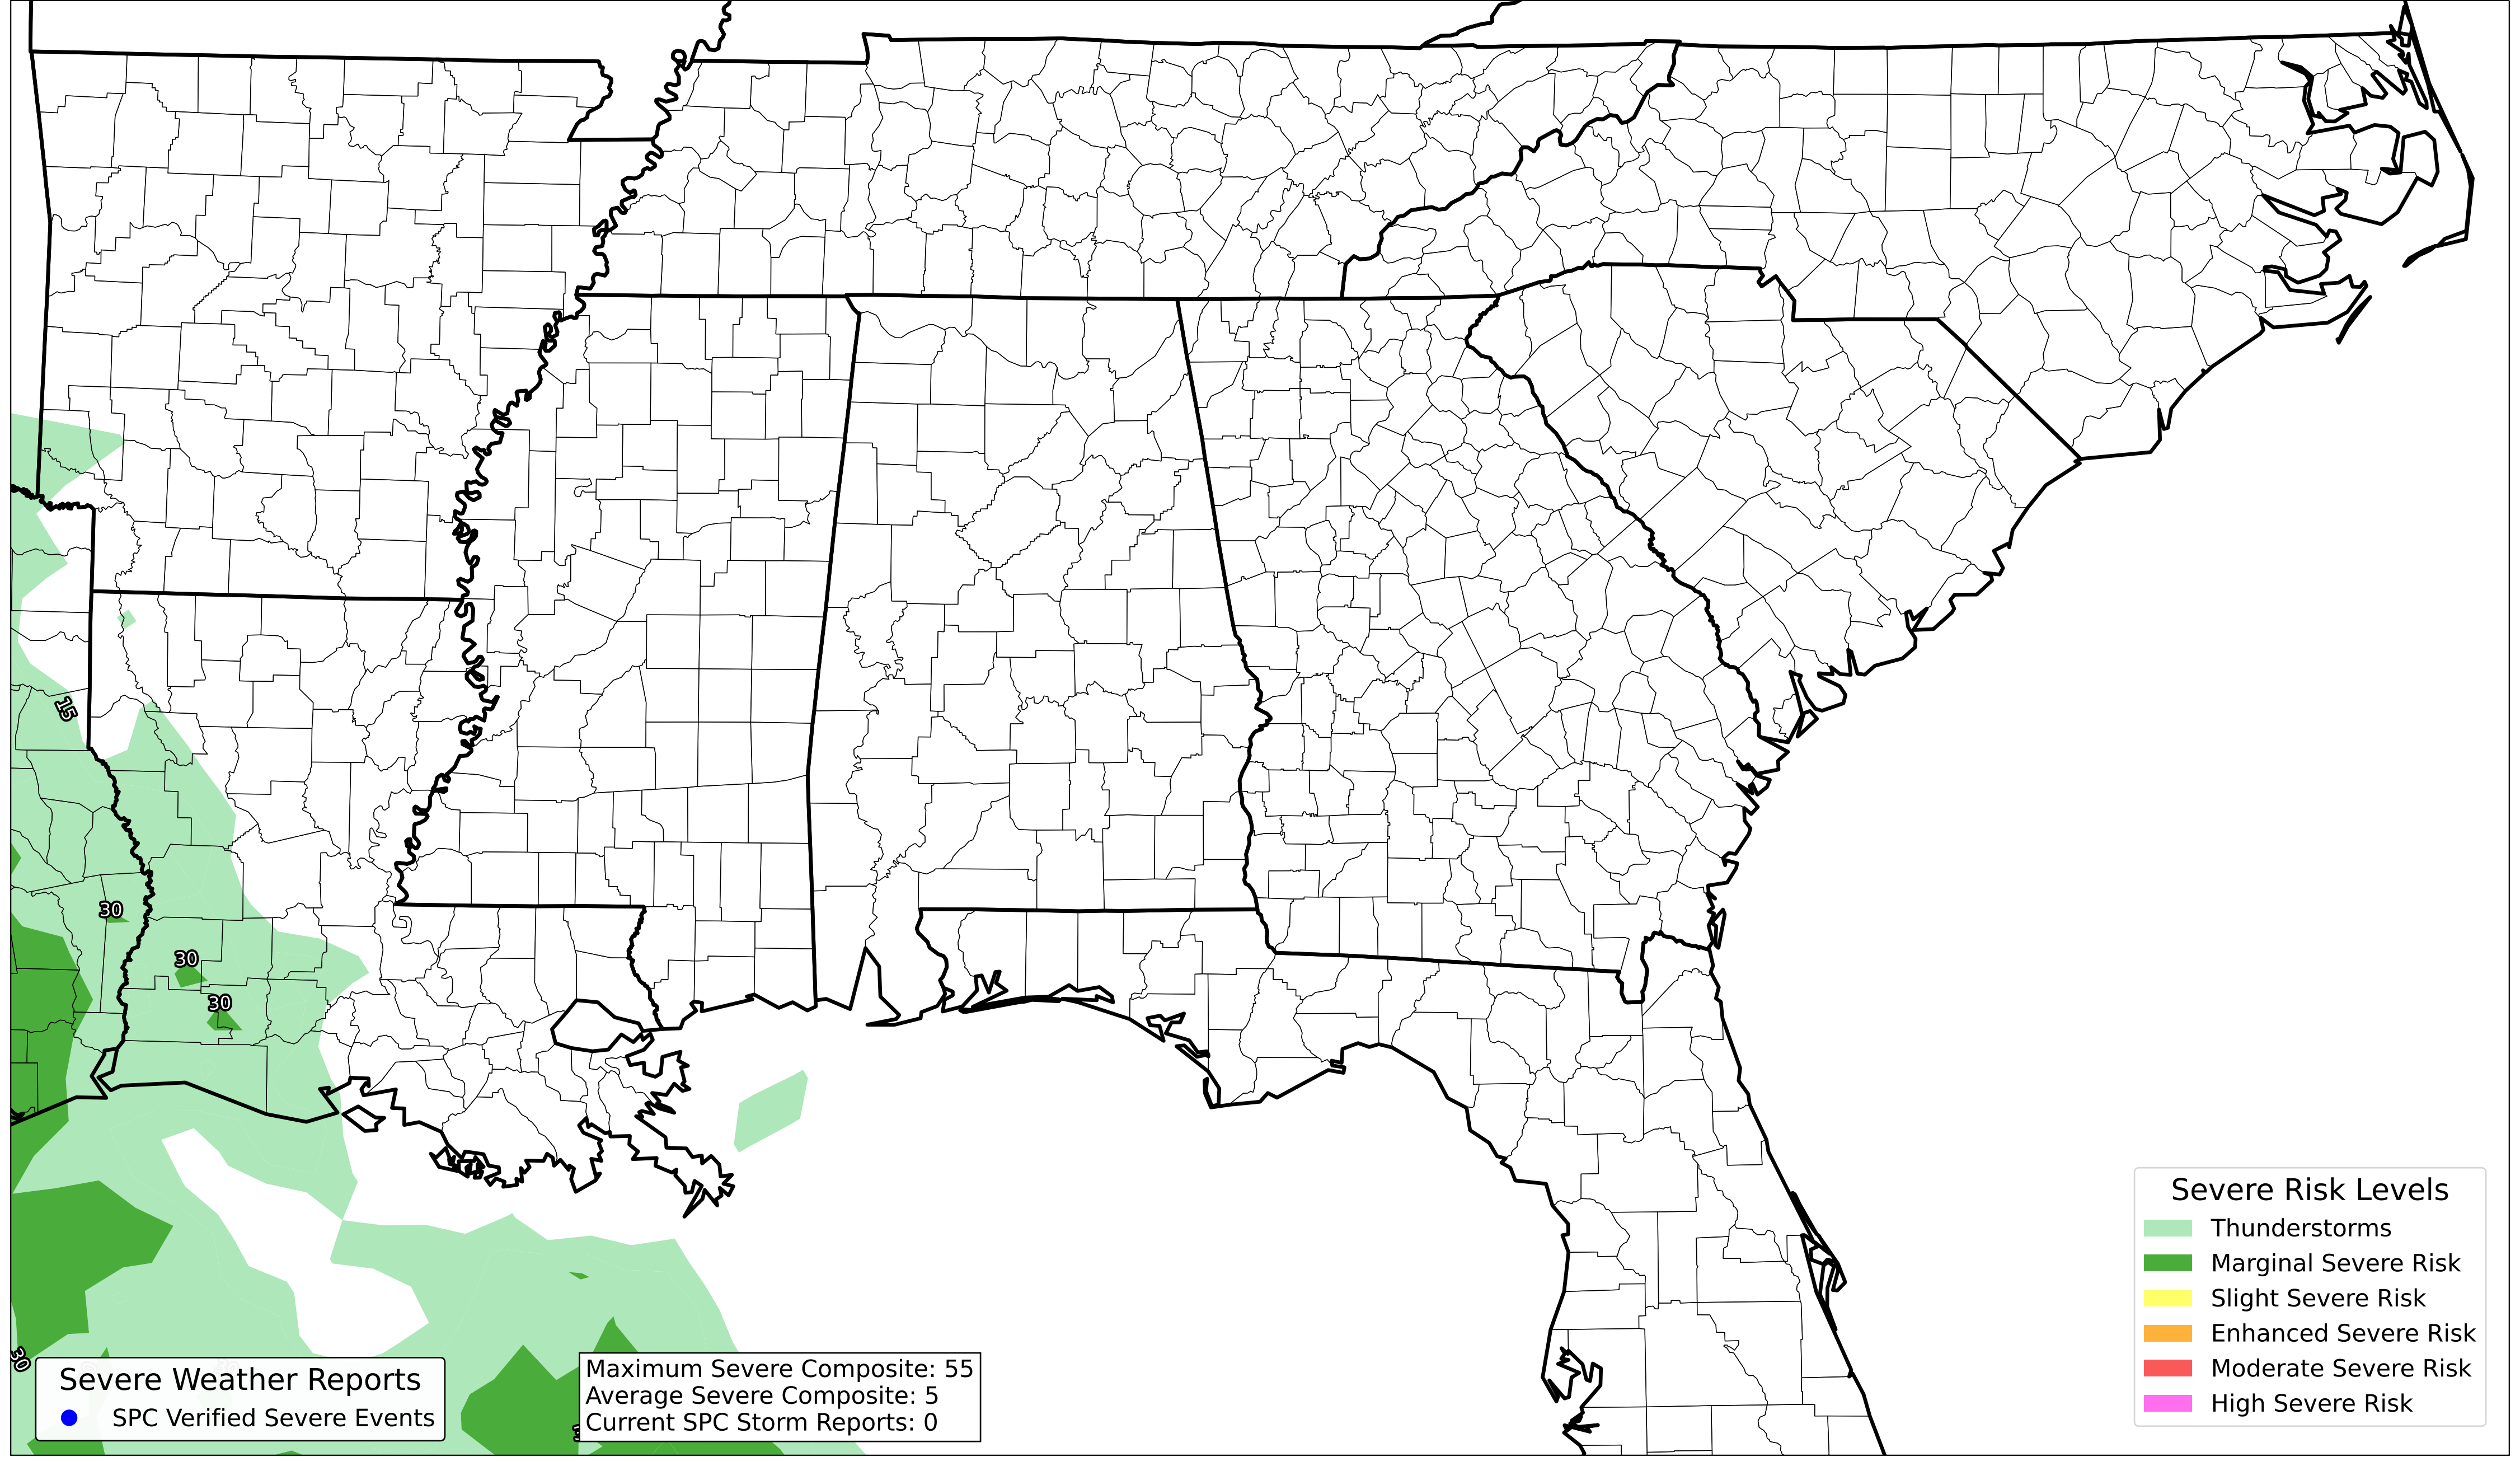 15
30
30
30
30
Severe Weather Reports
SPC Verified Severe Events
Maximum Severe Composite: 55
Average Severe Composite: 5
Current SPC Storm Reports: 0
Severe Risk Levels
Thunderstorms
Marginal Severe Risk
Slight Severe Risk
Enhanced Severe Risk
Moderate Severe Risk
High Severe Risk